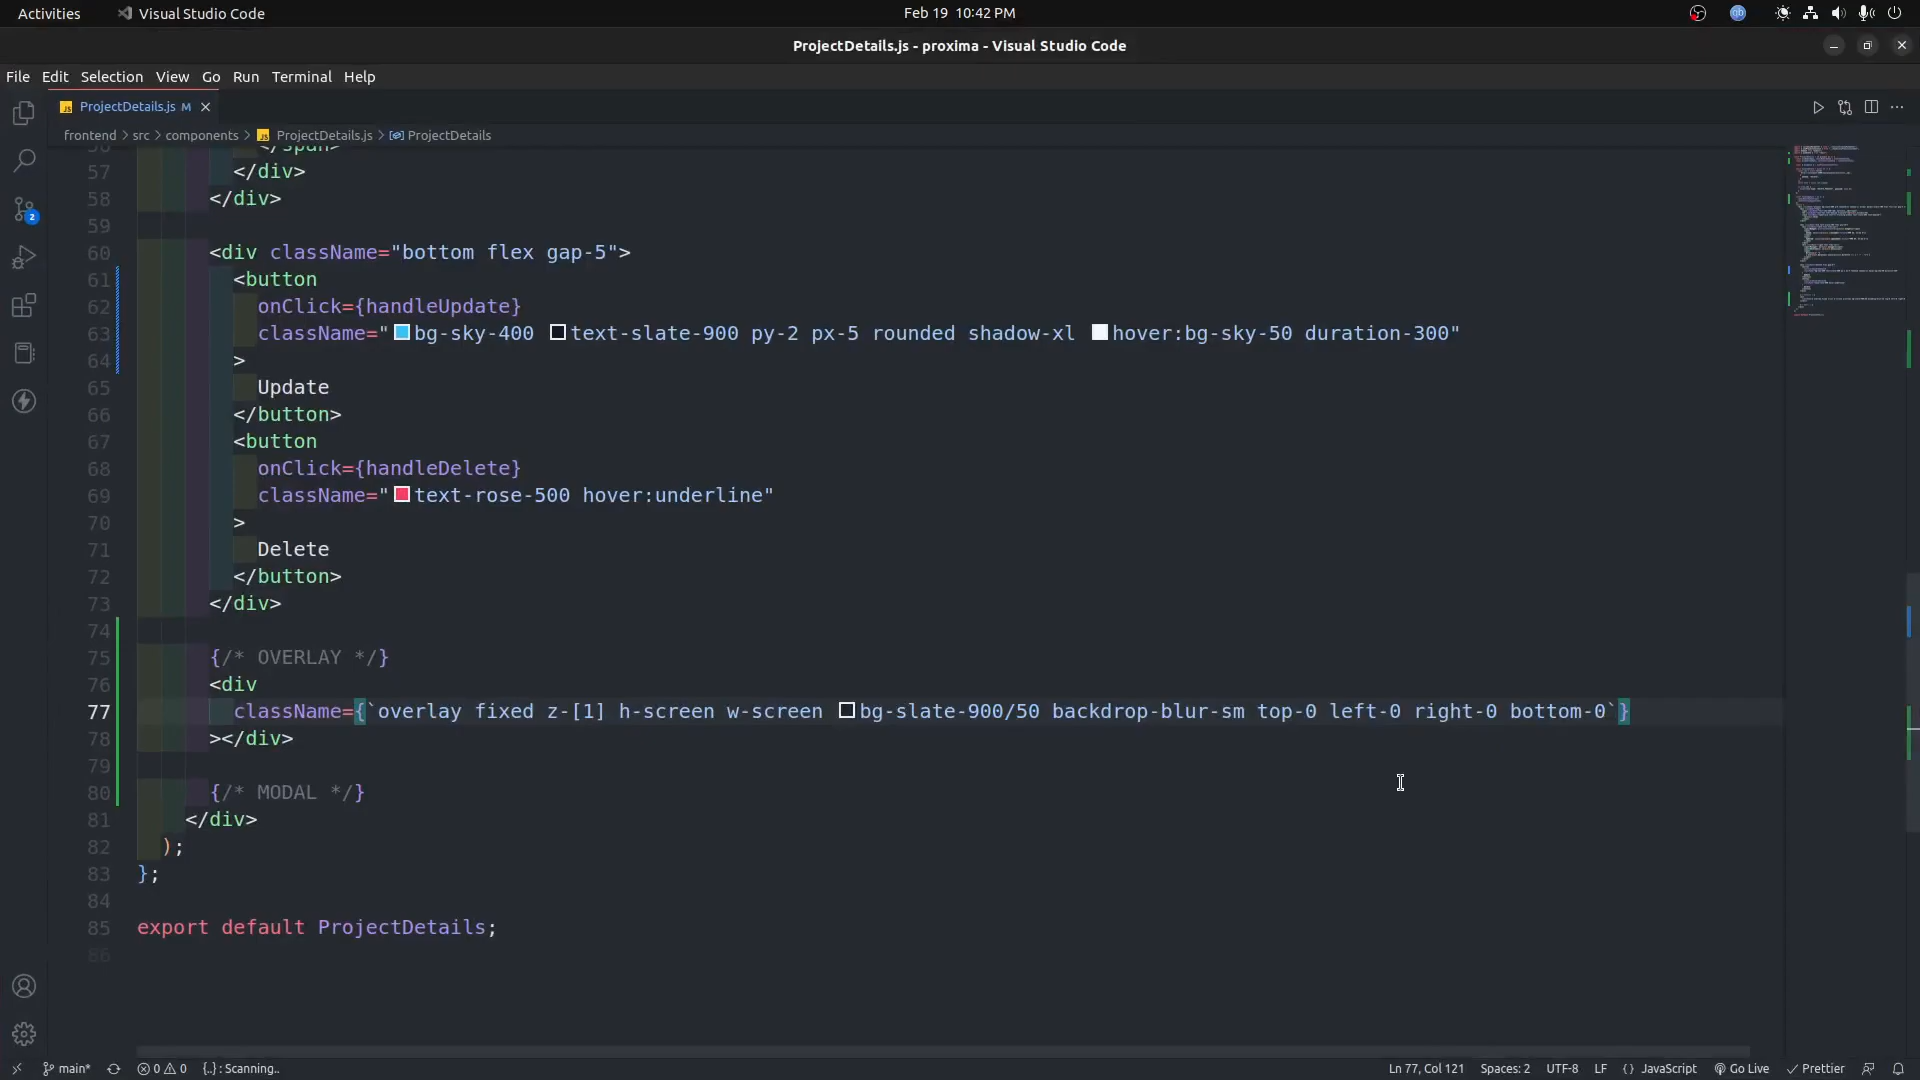 Activities
Visual Studio Code
Feb 19 10:42 PM
ProjectDetails.js - proxima - Visual Studio Code
File Edit Selection View Go Run Terminal Help
JS ProjectDetails.js M
frontend > src > components > JS ProjectDetails.js > ProjectDetails
56 </span>
57 </div>
58 </div>
59
60 <div className="bottom flex gap-5">
61 <button
62 onClick={handleUpdate}
63 className="bg-sky-400 text-slate-900 py-2 px-5 rounded shadow-xl hover:bg-sky-50 duration-300"
64 >
65 Update
66 </button>
67 <button
68 onClick={handleDelete}
69 className="text-rose-500 hover:underline"
70 >
71 Delete
72 </button>
73 </div>
74
75 {/* OVERLAY */}
76 <div
77 className={`overlay fixed z-[1] h-screen w-screen bg-slate-900/50 backdrop-blur-sm top-0 left-0 right-0 bottom-0`}
78 ></div>
79
80 {/* MODAL */}
81 </div>
82 );
83 };
84
85 export default ProjectDetails;
86
2
main* 0 0 {..} : Scanning..
Ln 77, Col 121 Spaces: 2 UTF-8 LF {} JavaScript Go Live Prettier